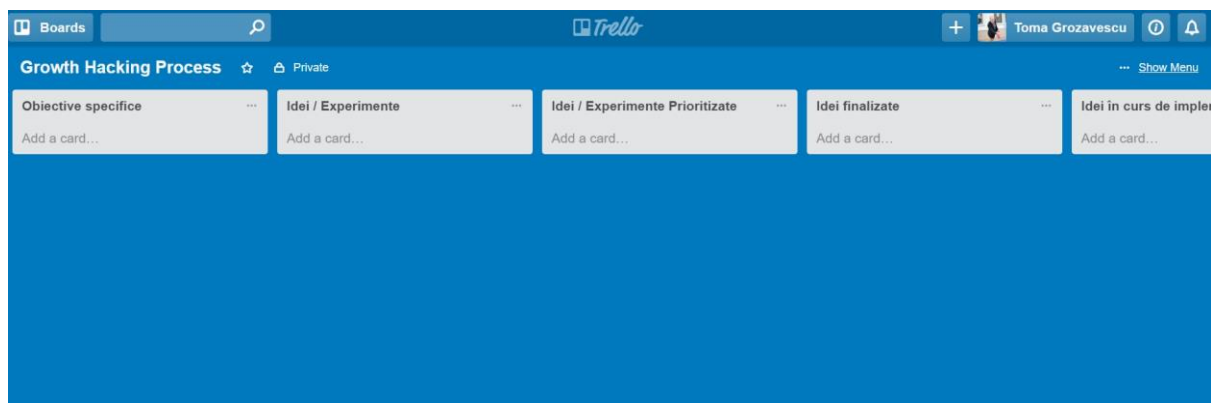 Boards
Trello
+ Toma Grozavescu
Growth Hacking Process Private
... Show Menu
Obiective specifice ...
Add a card...
Idei / Experimente ...
Add a card...
Idei / Experimente Prioritizate ...
Add a card...
Idei finalizate ...
Add a card...
Idei în curs de imple
Add a card...